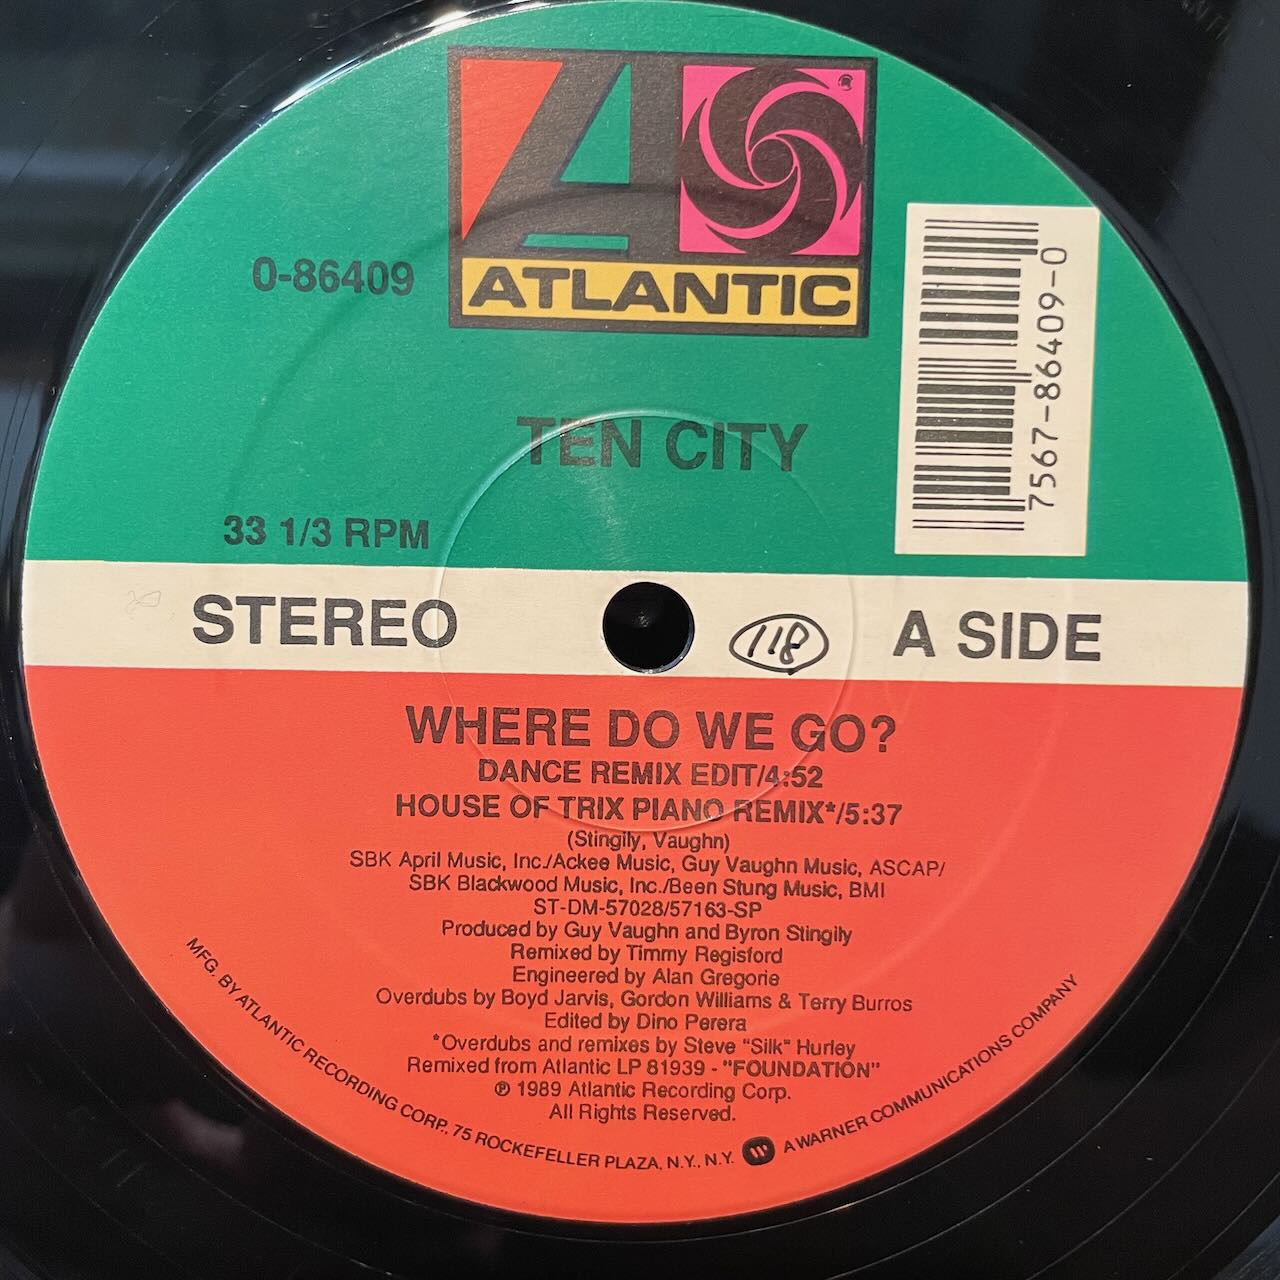 ATLANTIC
®
0-86409
7567-86409-0
TEN CITY
33 1/3 RPM
STEREO
118
A SIDE
WHERE DO WE GO?
DANCE REMIX EDIT/4:52
HOUSE OF TRIX PIANO REMIX*/5:37
(Stingily, Vaughn)
SBK April Music, Inc./Ackee Music, Guy Vaughn Music, ASCAP/
SBK Blackwood Music, Inc./Been Stung Music, BMI
ST-DM-57028/57163-SP
Produced by Guy Vaughn and Byron Stingily
Remixed by Timmy Regisford
Engineered by Alan Gregorie
Overdubs by Boyd Jarvis, Gordon Williams & Terry Burros
Edited by Dino Perera
*Overdubs and remixes by Steve "Silk" Hurley
Remixed from Atlantic LP 81939 - "FOUNDATION"
℗ 1989 Atlantic Recording Corp.
All Rights Reserved.
MFG. BY ATLANTIC RECORDING CORP., 75 ROCKEFELLER PLAZA, N.Y., N.Y. A WARNER COMMUNICATIONS COMPANY